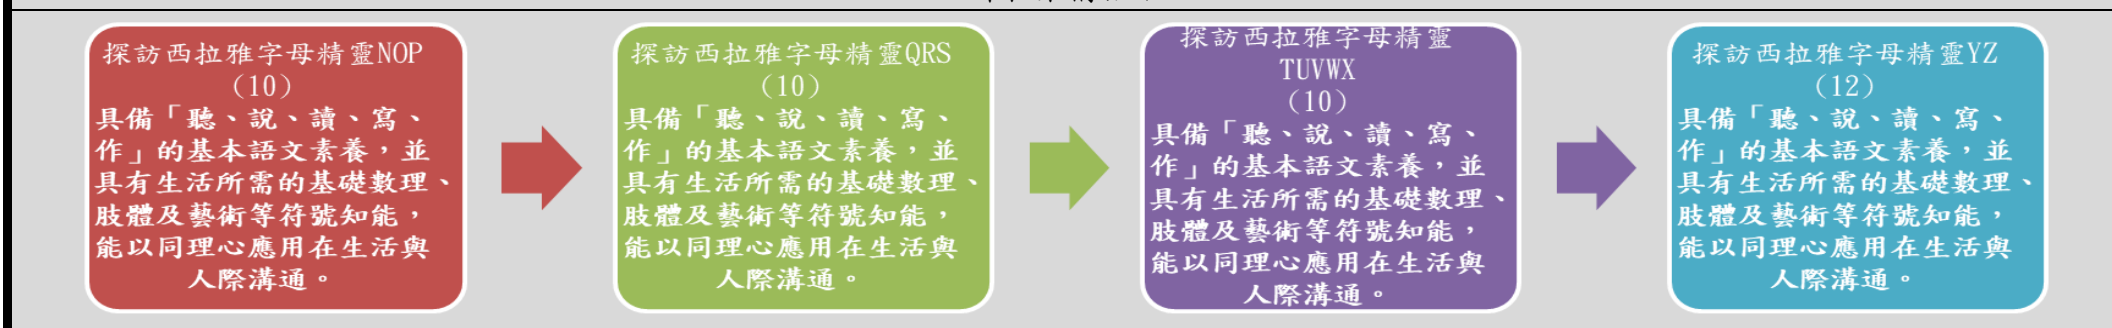 探訪西拉雅字母精靈NOP
（10）
具備「聽、說、讀、寫、
作」的基本語文素養，並
具有生活所需的基礎數理、
肢體及藝術等符號知能，
能以同理心應用在生活與
人際溝通。
探訪西拉雅字母精靈QRS
（10）
具備「聽、說、讀、寫、
作」的基本語文素養，並
具有生活所需的基礎數理、
肢體及藝術等符號知能，
能以同理心應用在生活與
人際溝通。
探訪西拉雅字母精靈
TUVWX
（10）
具備「聽、說、讀、寫、
作」的基本語文素養，並
具有生活所需的基礎數理、
肢體及藝術等符號知能，
能以同理心應用在生活與
人際溝通。
探訪西拉雅字母精靈YZ
（12）
具備「聽、說、讀、寫、
作」的基本語文素養，並
具有生活所需的基礎數理、
肢體及藝術等符號知能，
能以同理心應用在生活與
人際溝通。